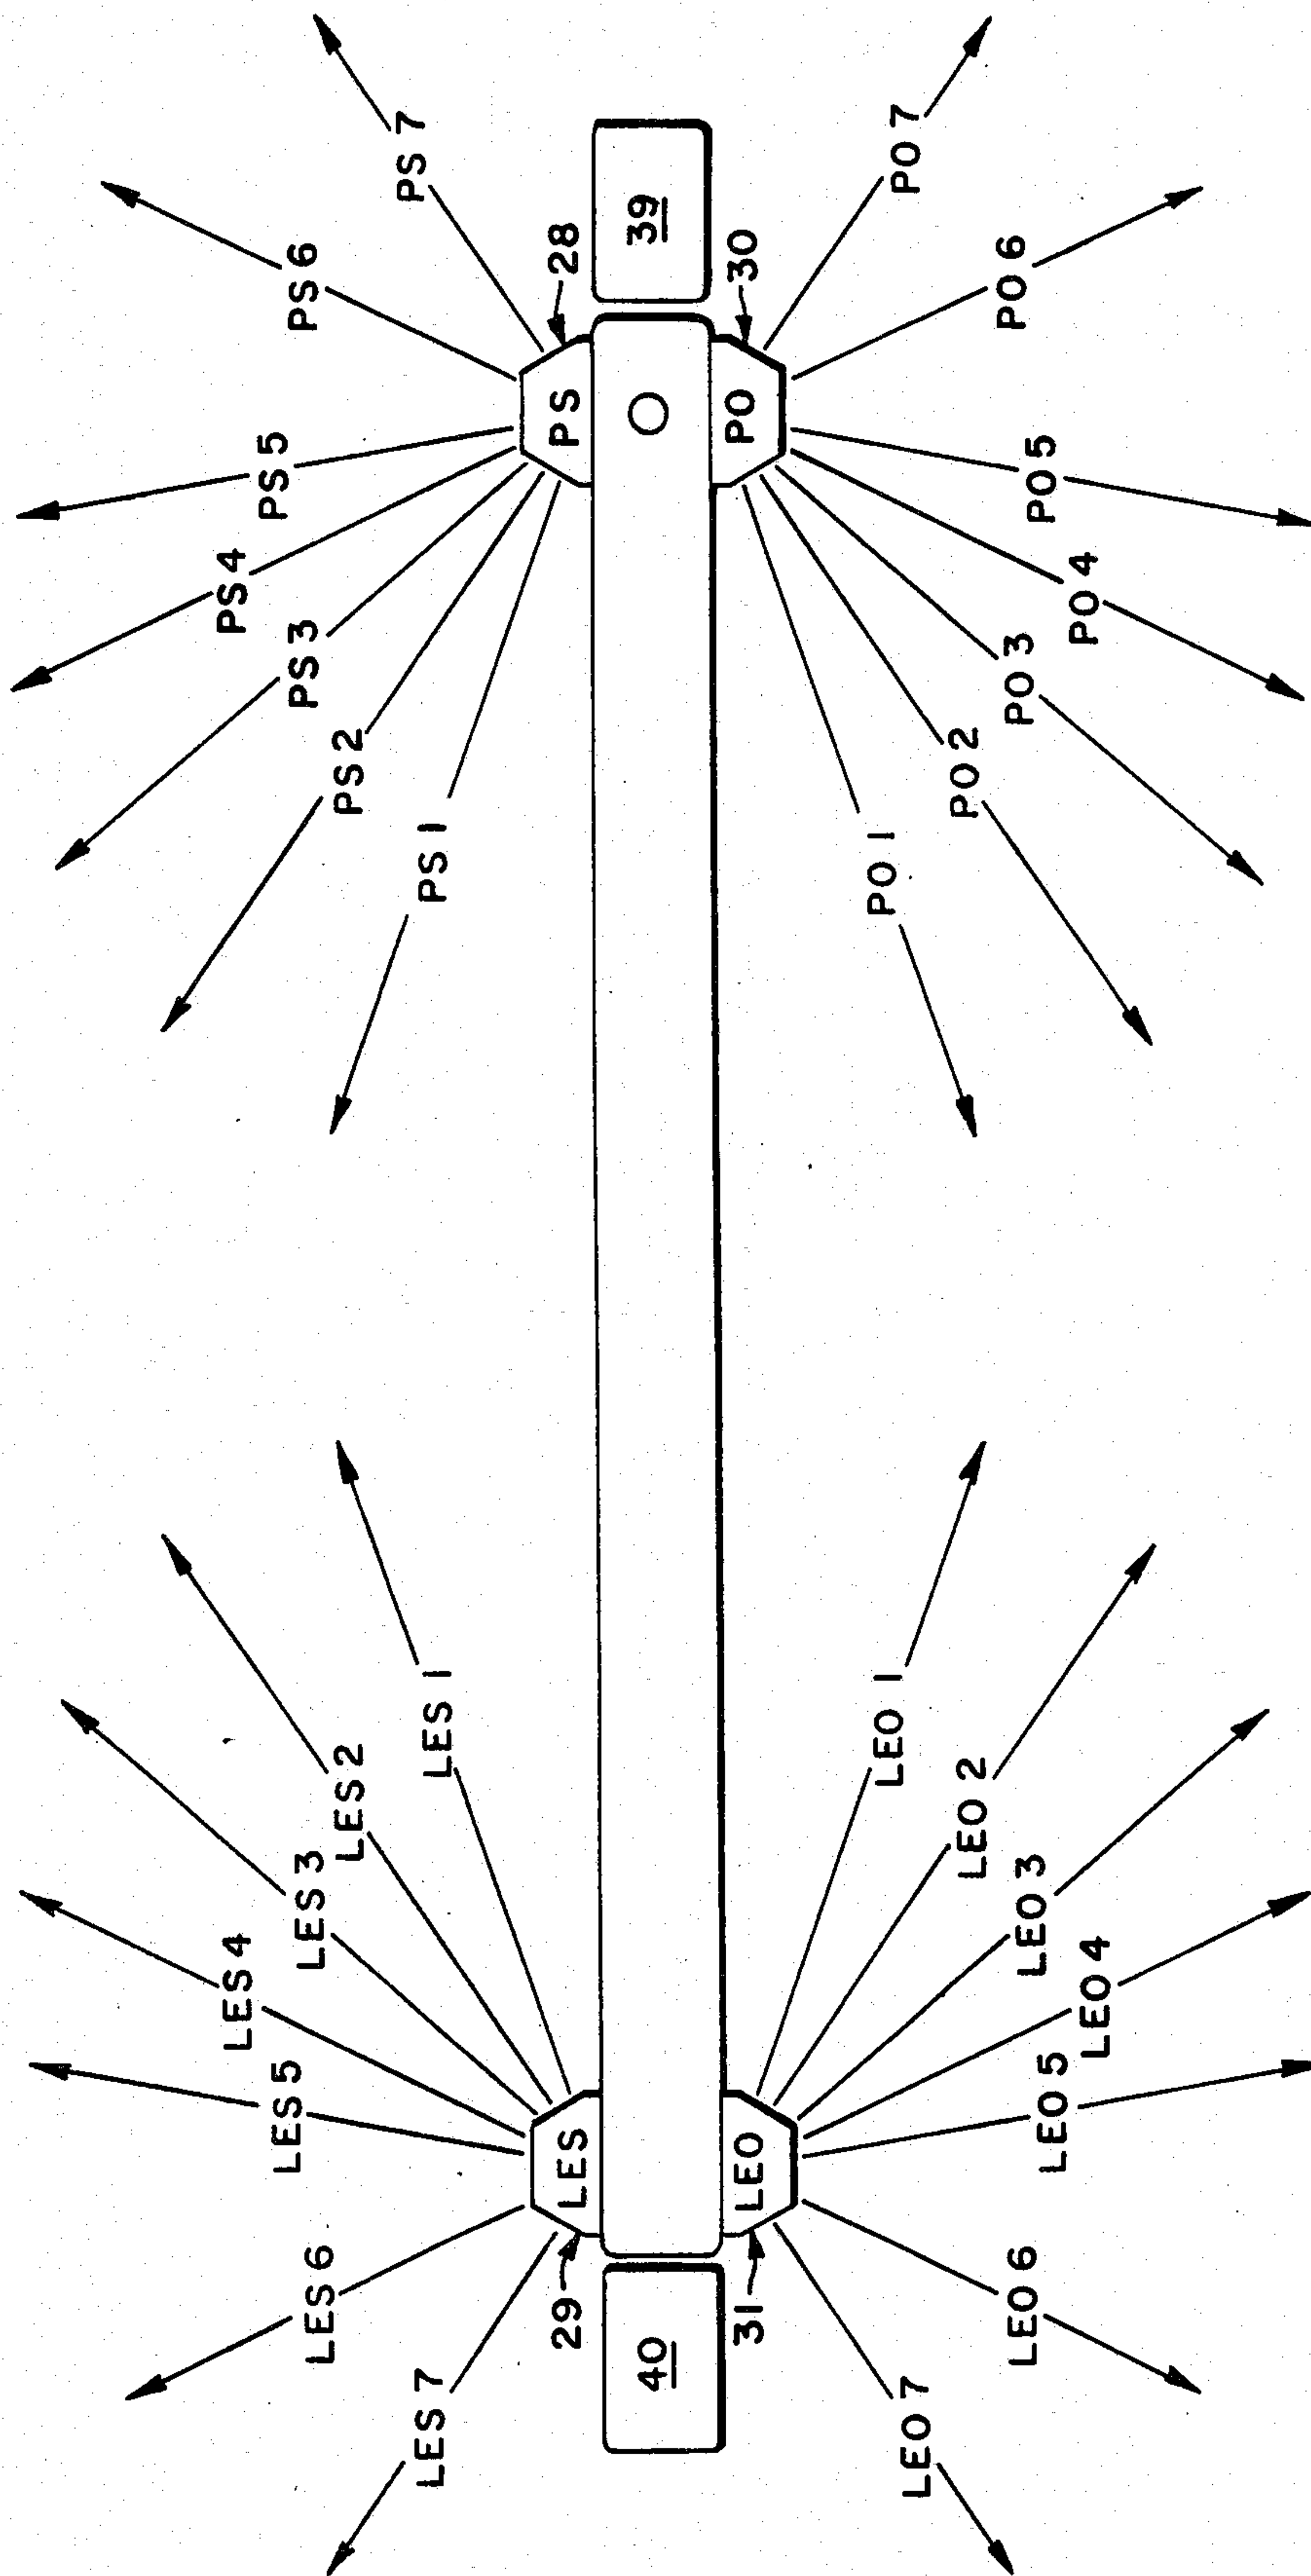 LES 4
PS 4
LES 5
PS 5
LES 6
LES 3
PS 3
PS 6
LES 2
PS 2
LES 7
LES 1
PS 1
PS 7
29
LES
PS
28
40
39
31
LEO
PO
30
LEO 7
LEO 1
PO 1
PO 7
LEO 2
PO 2
LEO 6
LEO 3
PO 3
PO 6
LEO 5
PO 5
LEO 4
PO 4